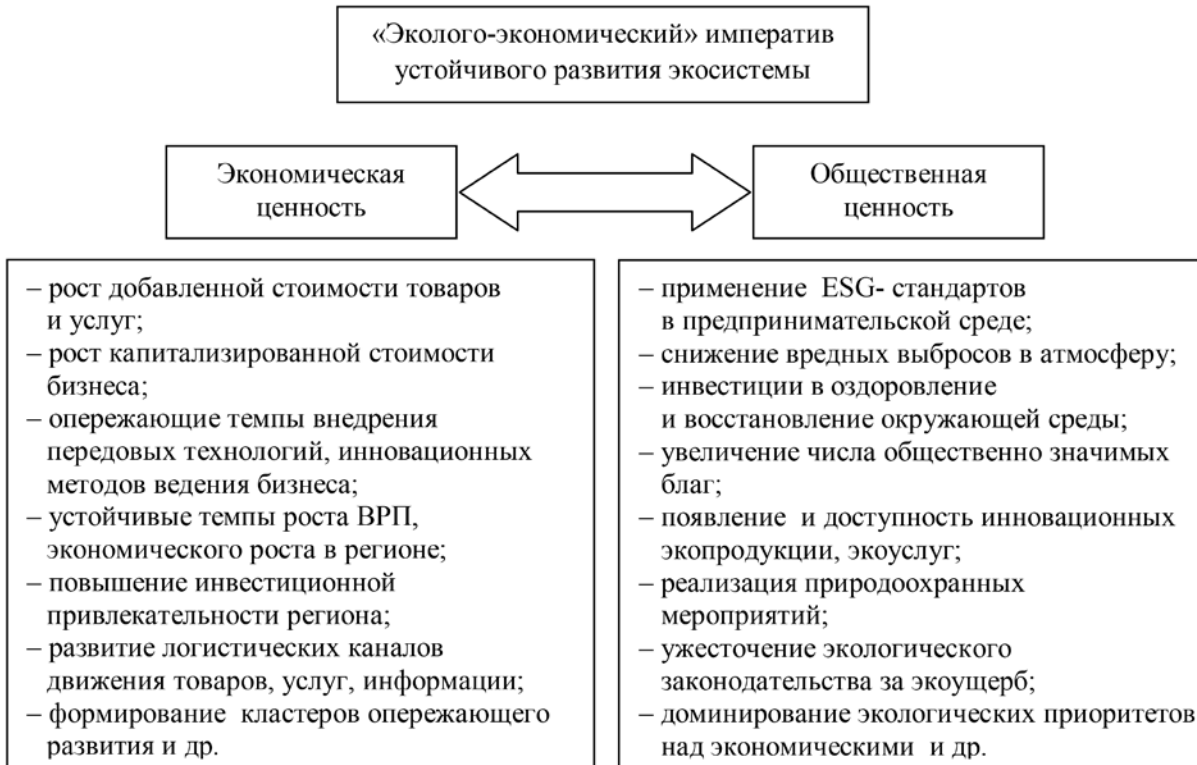 «Эколого-экономический» императив
устойчивого развития экосистемы
Экономическая
ценность
Общественная
ценность
– рост добавленной стоимости товаров
и услуг;
– рост капитализированной стоимости
бизнеса;
– опережающие темпы внедрения
передовых технологий, инновационных
методов ведения бизнеса;
– устойчивые темпы роста ВРП,
экономического роста в регионе;
– повышение инвестиционной
привлекательности региона;
– развитие логистических каналов
движения товаров, услуг, информации;
– формирование кластеров опережающего
развития и др.
– применение ESG- стандартов
в предпринимательской среде;
– снижение вредных выбросов в атмосферу;
– инвестиции в оздоровление
и восстановление окружающей среды;
– увеличение числа общественно значимых
благ;
– появление и доступность инновационных
экопродукции, экоуслуг;
– реализация природоохранных
мероприятий;
– ужесточение экологического
законодательства за экоущерб;
– доминирование экологических приоритетов
над экономическими и др.